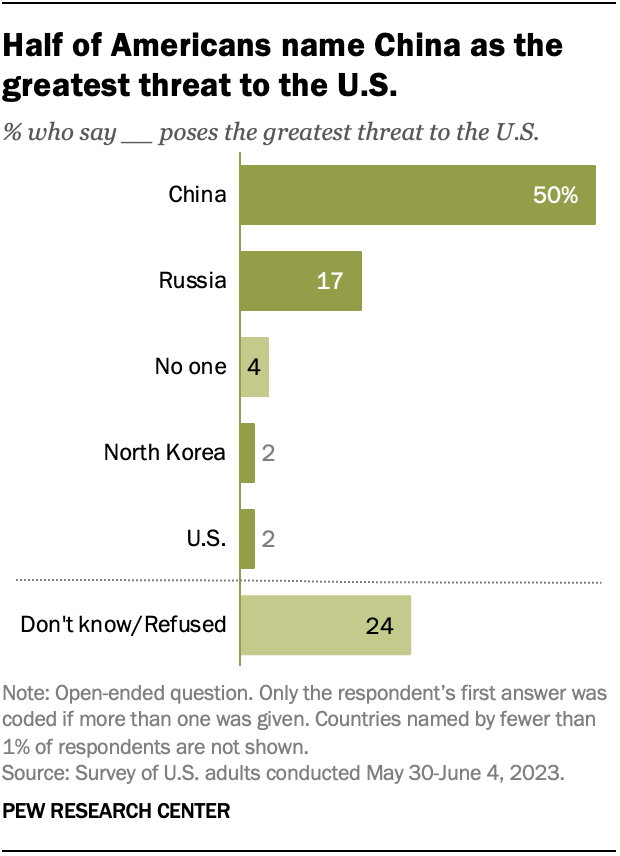 Half of Americans name China as the
greatest threat to the U.S.
% who say __ poses the greatest threat to the U.S.
China 50%
Russia 17
No one 4
North Korea 2
U.S. 2
Don't know/Refused 24
Note: Open-ended question. Only the respondent’s first answer was
coded if more than one was given. Countries named by fewer than
1% of respondents are not shown.
Source: Survey of U.S. adults conducted May 30-June 4, 2023.
PEW RESEARCH CENTER